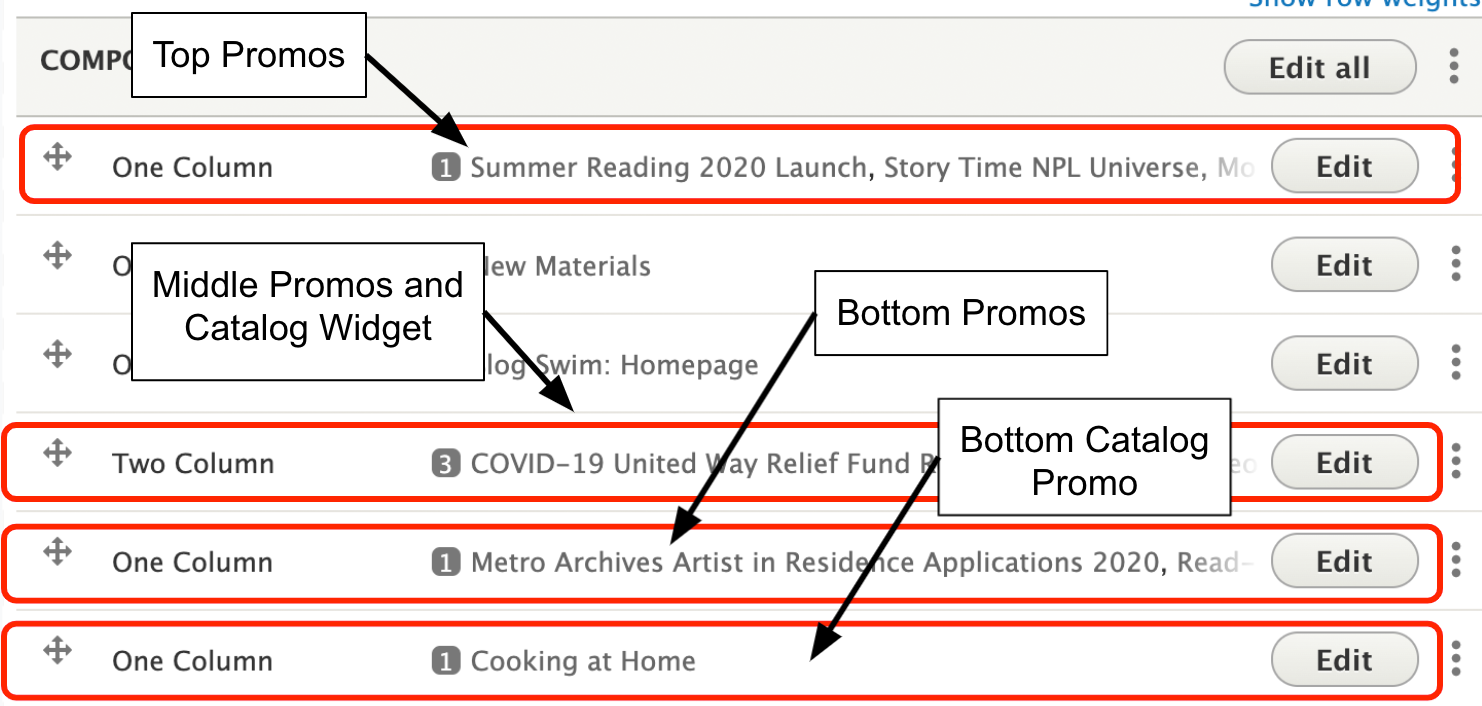 Show row weights
COMPO
Top Promos
Edit all
One Column
1 Summer Reading 2020 Launch, Story Time NPL Universe, Mo
Edit
O
New Materials
Edit
Middle Promos and
Catalog Widget
Bottom Promos
O
log Swim: Homepage
Edit
Two Column
3 COVID-19 United Way Relief Fund R
eo
Edit
Bottom Catalog
Promo
One Column
1 Metro Archives Artist in Residence Applications 2020, Read-
Edit
One Column
1 Cooking at Home
Edit